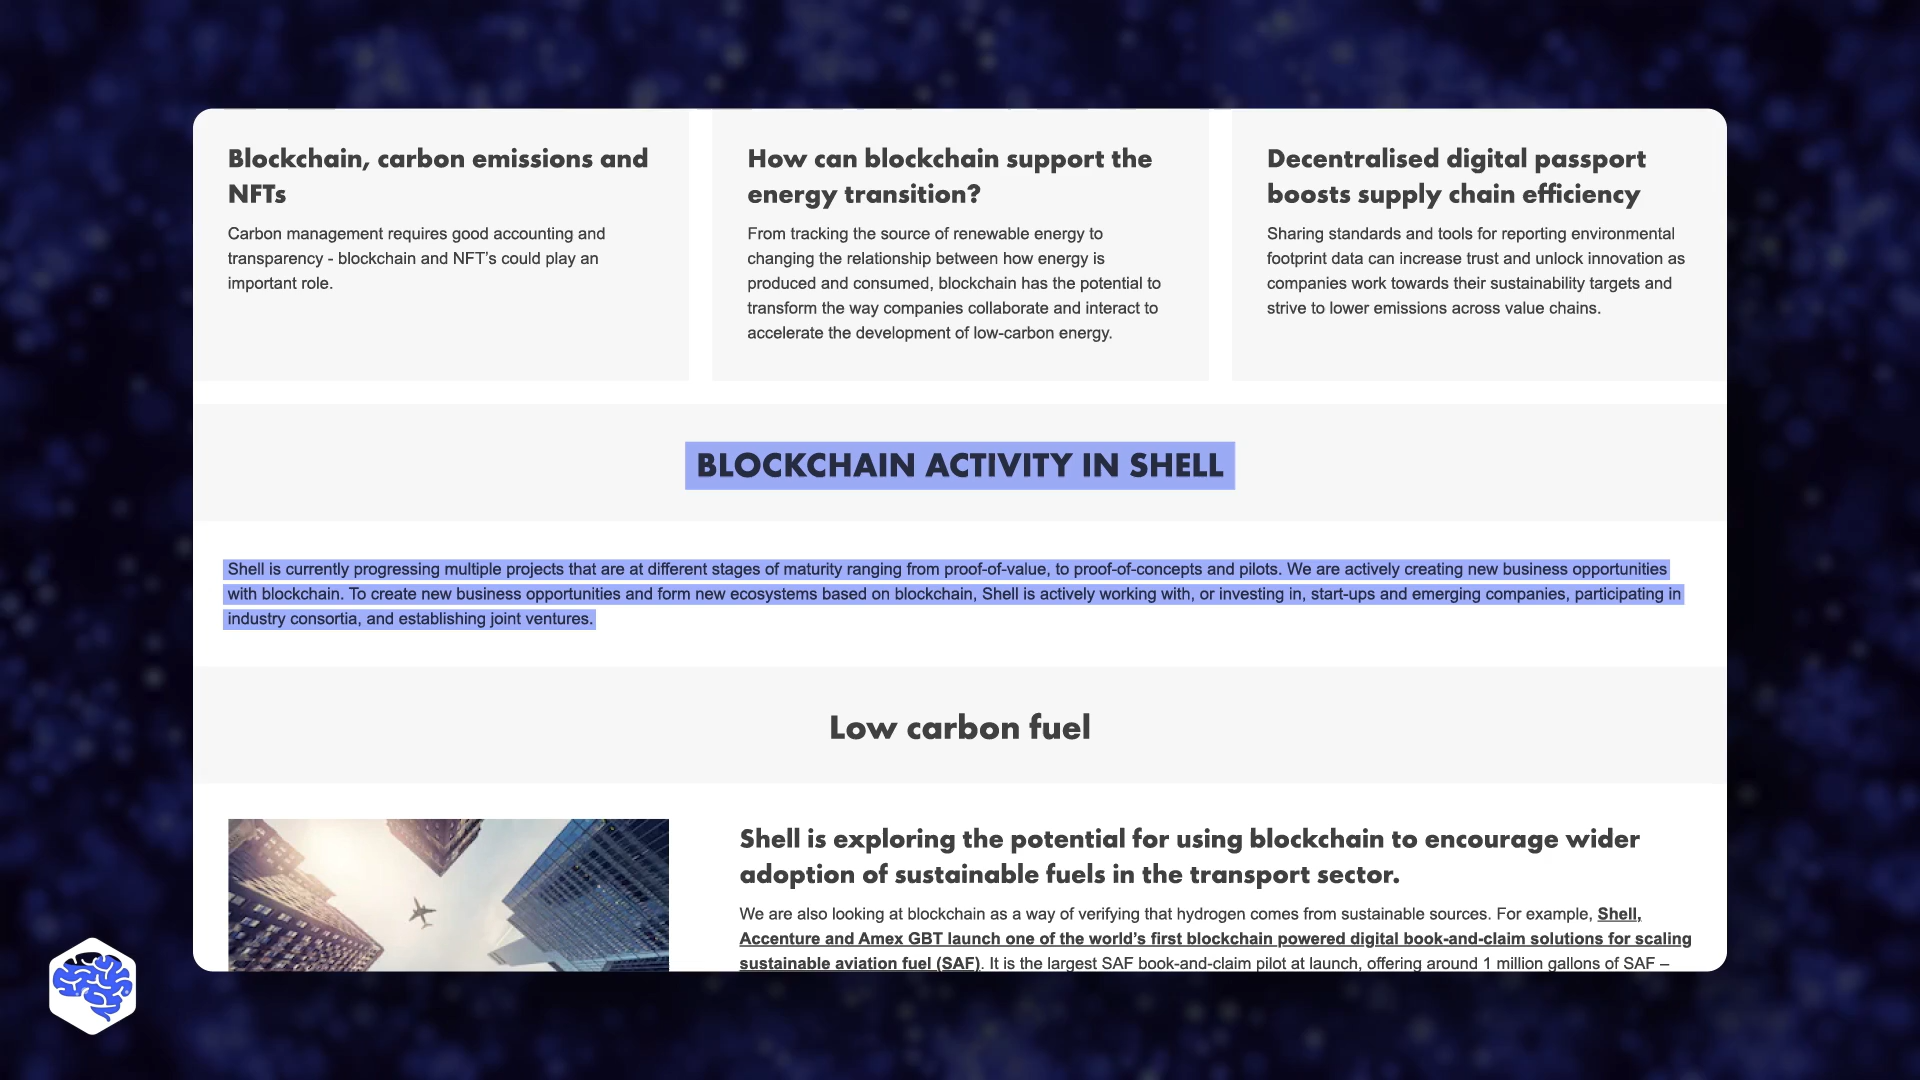 Blockchain, carbon emissions and
NFTs
Carbon management requires good accounting and
transparency - blockchain and NFT’s could play an
important role.
How can blockchain support the
energy transition?
From tracking the source of renewable energy to
changing the relationship between how energy is
produced and consumed, blockchain has the potential to
transform the way companies collaborate and interact to
accelerate the development of low-carbon energy.
Decentralised digital passport
boosts supply chain efficiency
Sharing standards and tools for reporting environmental
footprint data can increase trust and unlock innovation as
companies work towards their sustainability targets and
strive to lower emissions across value chains.
BLOCKCHAIN ACTIVITY IN SHELL
Shell is currently progressing multiple projects that are at different stages of maturity ranging from proof-of-value, to proof-of-concepts and pilots. We are actively creating new business opportunities
with blockchain. To create new business opportunities and form new ecosystems based on blockchain, Shell is actively working with, or investing in, start-ups and emerging companies, participating in
industry consortia, and establishing joint ventures.
Low carbon fuel
Shell is exploring the potential for using blockchain to encourage wider
adoption of sustainable fuels in the transport sector.
We are also looking at blockchain as a way of verifying that hydrogen comes from sustainable sources. For example, Shell,
Accenture and Amex GBT launch one of the world’s first blockchain powered digital book-and-claim solutions for scaling
sustainable aviation fuel (SAF). It is the largest SAF book-and-claim pilot at launch, offering around 1 million gallons of SAF –